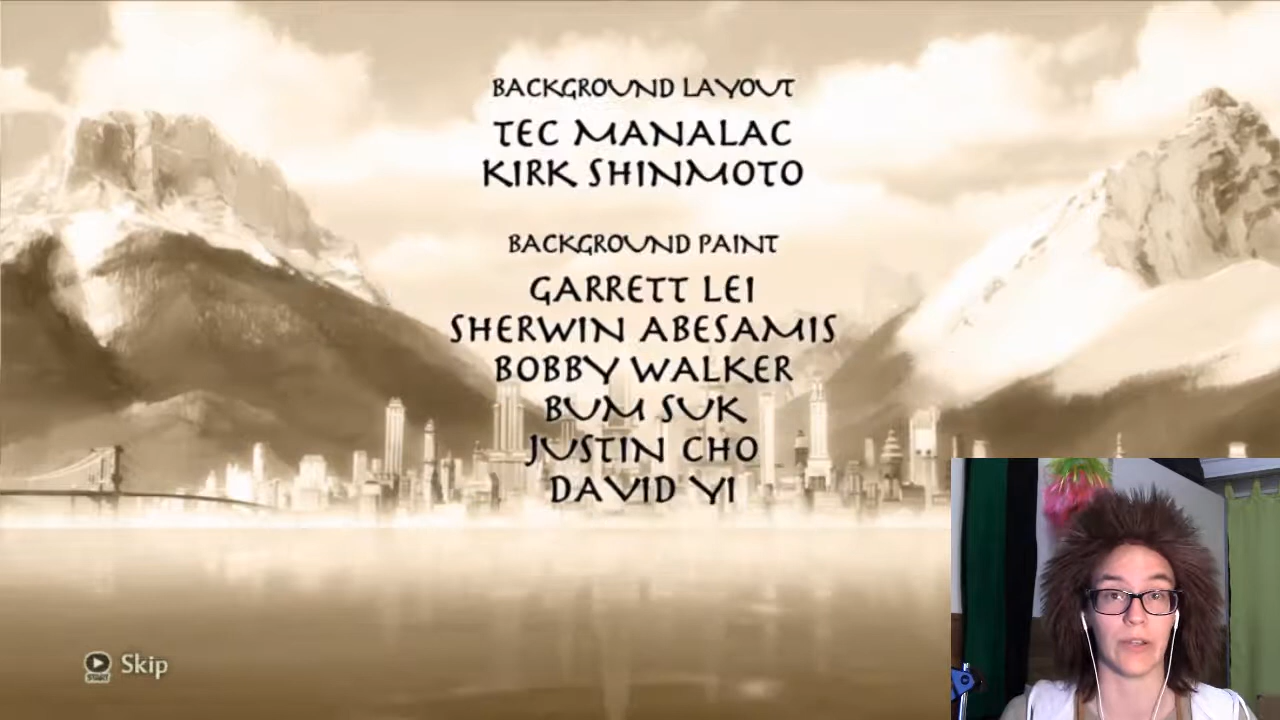 BACKGROUND LAYOUT
TEC MANALAC
KIRK SHINMOTO
BACKGROUND PAINT
GARRETT LEI
SHERWIN ABESAMIS
BOBBY WALKER
BUM SUK
JUSTIN CHO
DAVID YI
START
Skip